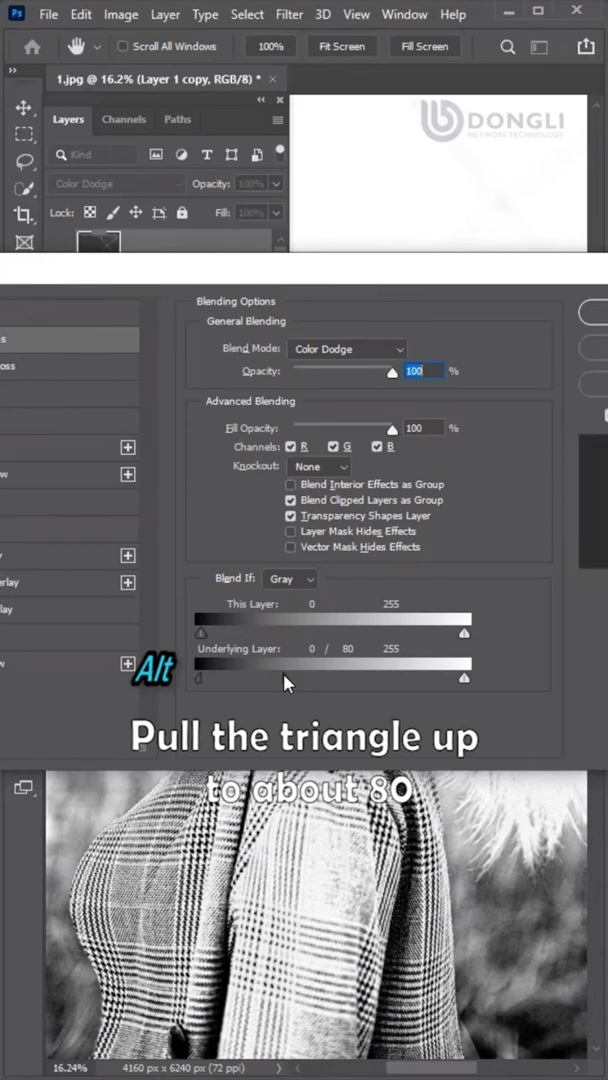 Ps File Edit Image Layer Type Select Filter 3D View Window Help
Scroll All Windows 100% Fit Screen Fill Screen
1.jpg @ 16.2% (Layer 1 copy, RGB/8) *
Layers Channels Paths
DONGLI
NETWORK TECHNOLOGY
Kind
Color Dodge Opacity: 100%
Lock: Fill: 100%
Blending Options
General Blending
Blend Mode: Color Dodge
Opacity: 100 %
Advanced Blending
Fill Opacity: 100 %
Channels: R G B
Knockout: None
Blend Interior Effects as Group
Blend Clipped Layers as Group
Transparency Shapes Layer
Layer Mask Hides Effects
Vector Mask Hides Effects
Blend If: Gray
This Layer: 0 255
Underlying Layer: 0 / 80 255
Alt
Pull the triangle up
to about 80
16.24% 4160 px x 6240 px (72 ppi)